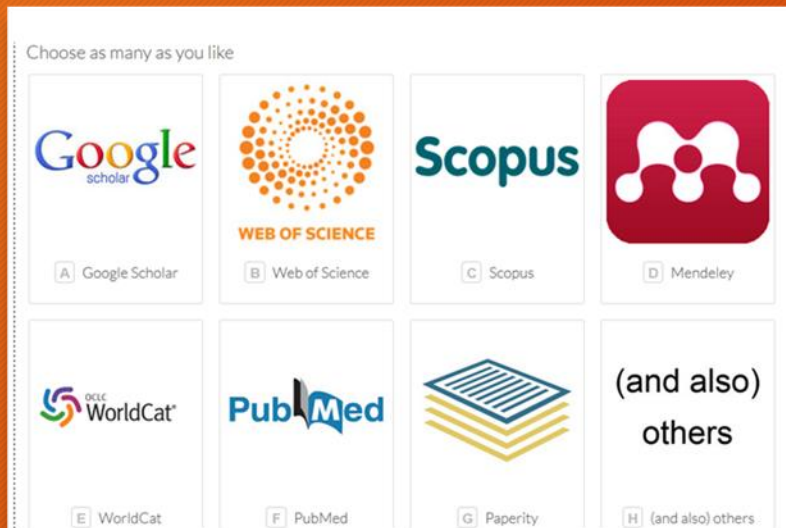 Choose as many as you like
Google
scholar
WEB OF SCIENCE
Scopus
A Google Scholar
B Web of Science
C Scopus
D Mendeley
OCLC
WorldCat®
PubMed
(and also)
others
E WorldCat
F PubMed
G Paperity
H (and also) others